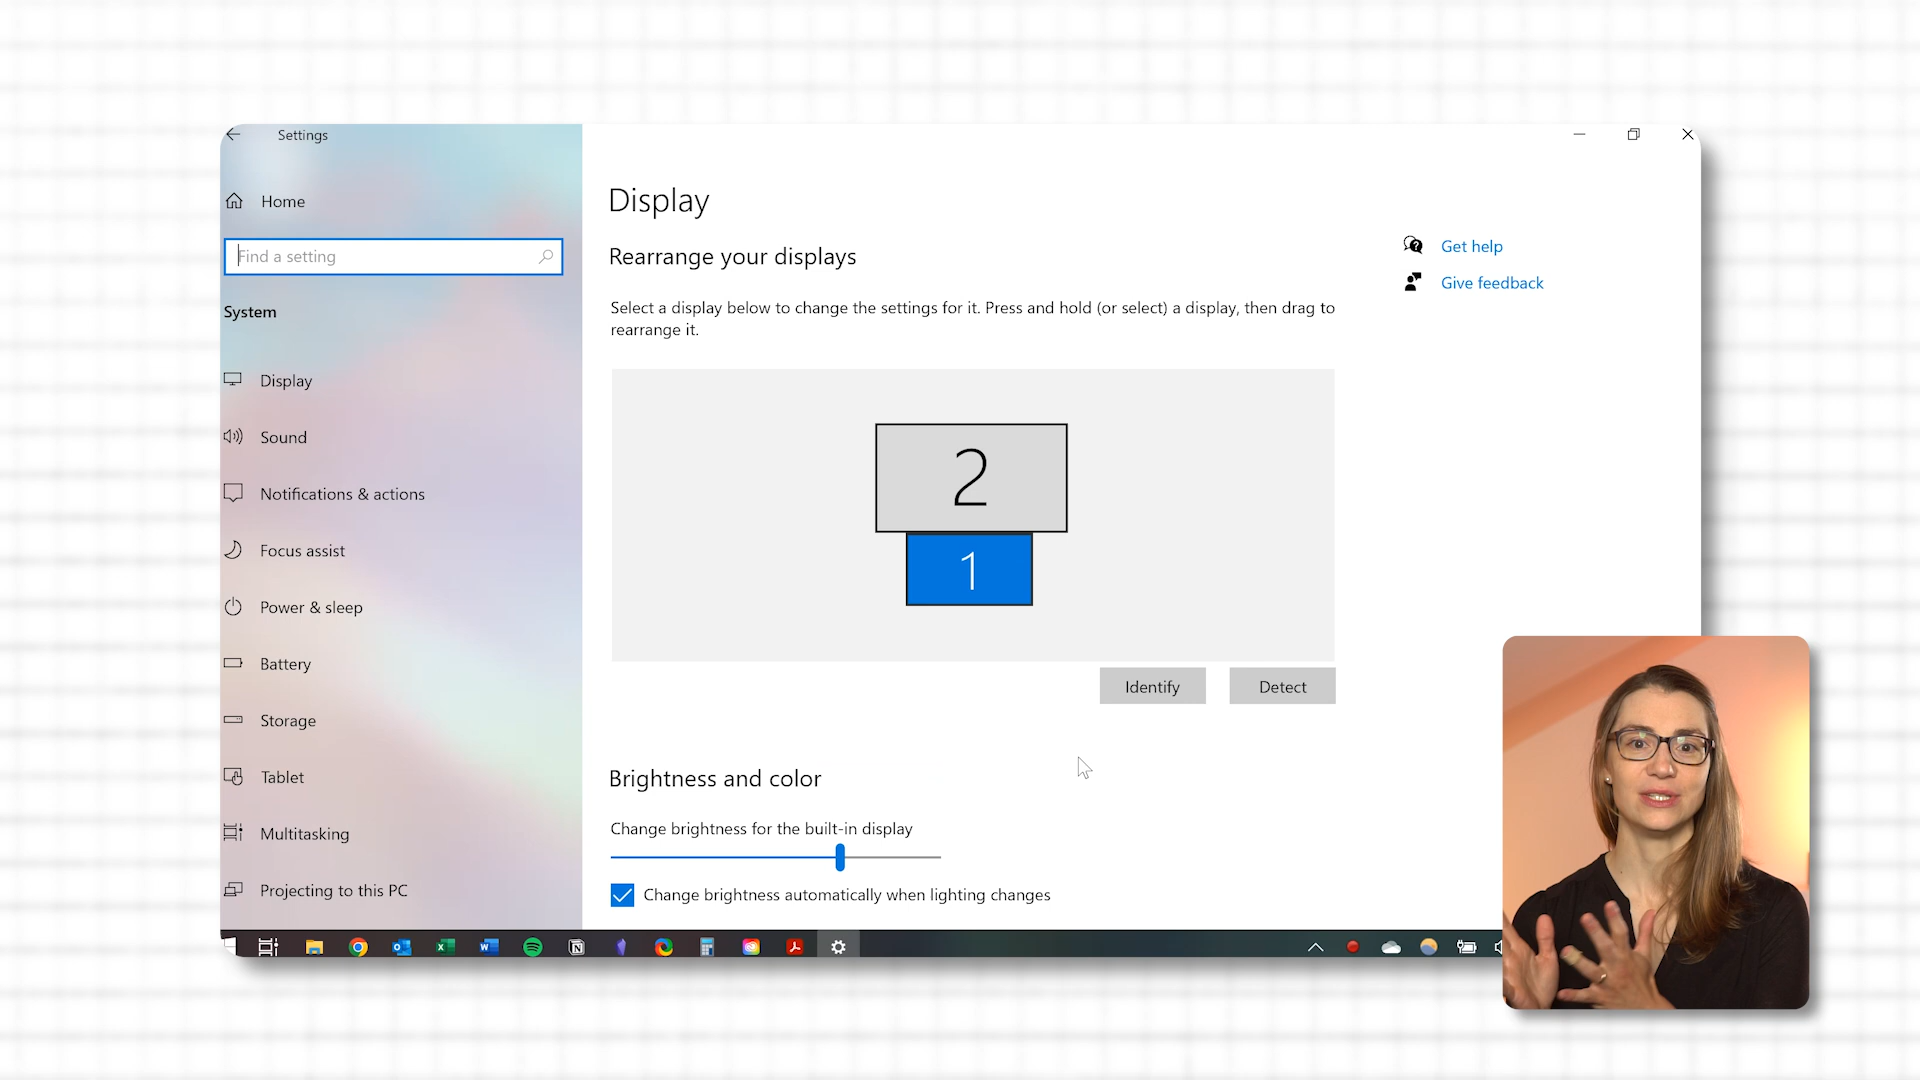 Settings
Home
Find a setting
System
Display
Sound
Notifications & actions
Focus assist
Power & sleep
Battery
Storage
Tablet
Multitasking
Projecting to this PC
Display
Rearrange your displays
Select a display below to change the settings for it. Press and hold (or select) a display, then drag to
rearrange it.
2
1
Identify
Detect
Brightness and color
Change brightness for the built-in display
Change brightness automatically when lighting changes
Get help
Give feedback